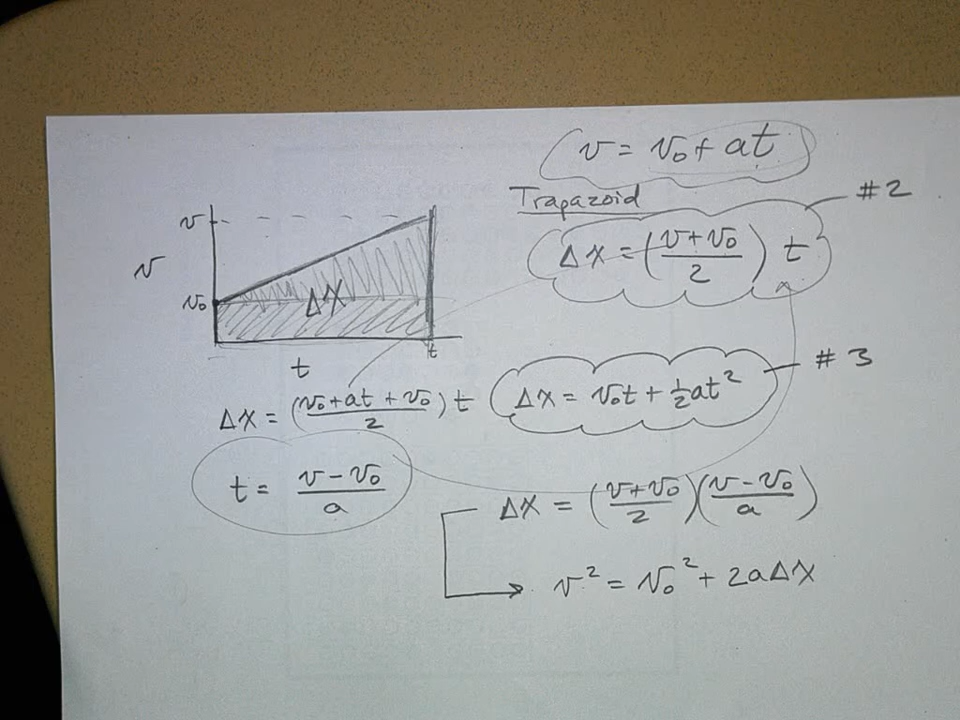 v = v₀ + at
Trapazoid
#2
Δx = (v + v₀ / 2) t
v
v
v₀
Δx
t
t
#3
Δx = (v₀ + at + v₀ / 2) t
Δx = v₀t + ½at²
t = v - v₀ / a
Δx = (v + v₀ / 2)(v - v₀ / a)
v² = v₀² + 2aΔx